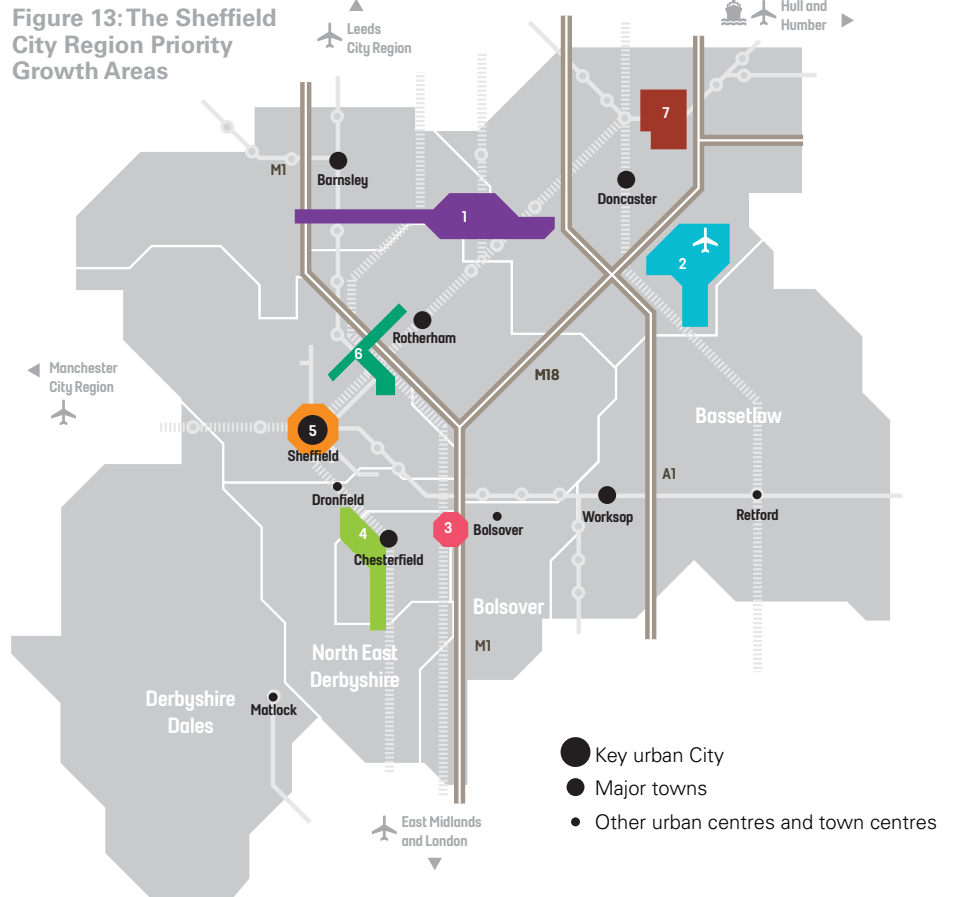 Figure 13: The Sheffield
City Region Priority
Growth Areas
Leeds
City Region
Hull and
Humber
7
M1
Barnsley
Doncaster
1
2
Rotherham
6
Manchester
City Region
M18
Bassetlaw
5
Sheffield
A1
Dronfield
Worksop
Retford
3
Bolsover
4
Chesterfield
Bolsover
M1
North East
Derbyshire
Derbyshire
Dales
Matlock
Key urban City
Major towns
Other urban centres and town centres
East Midlands
and London